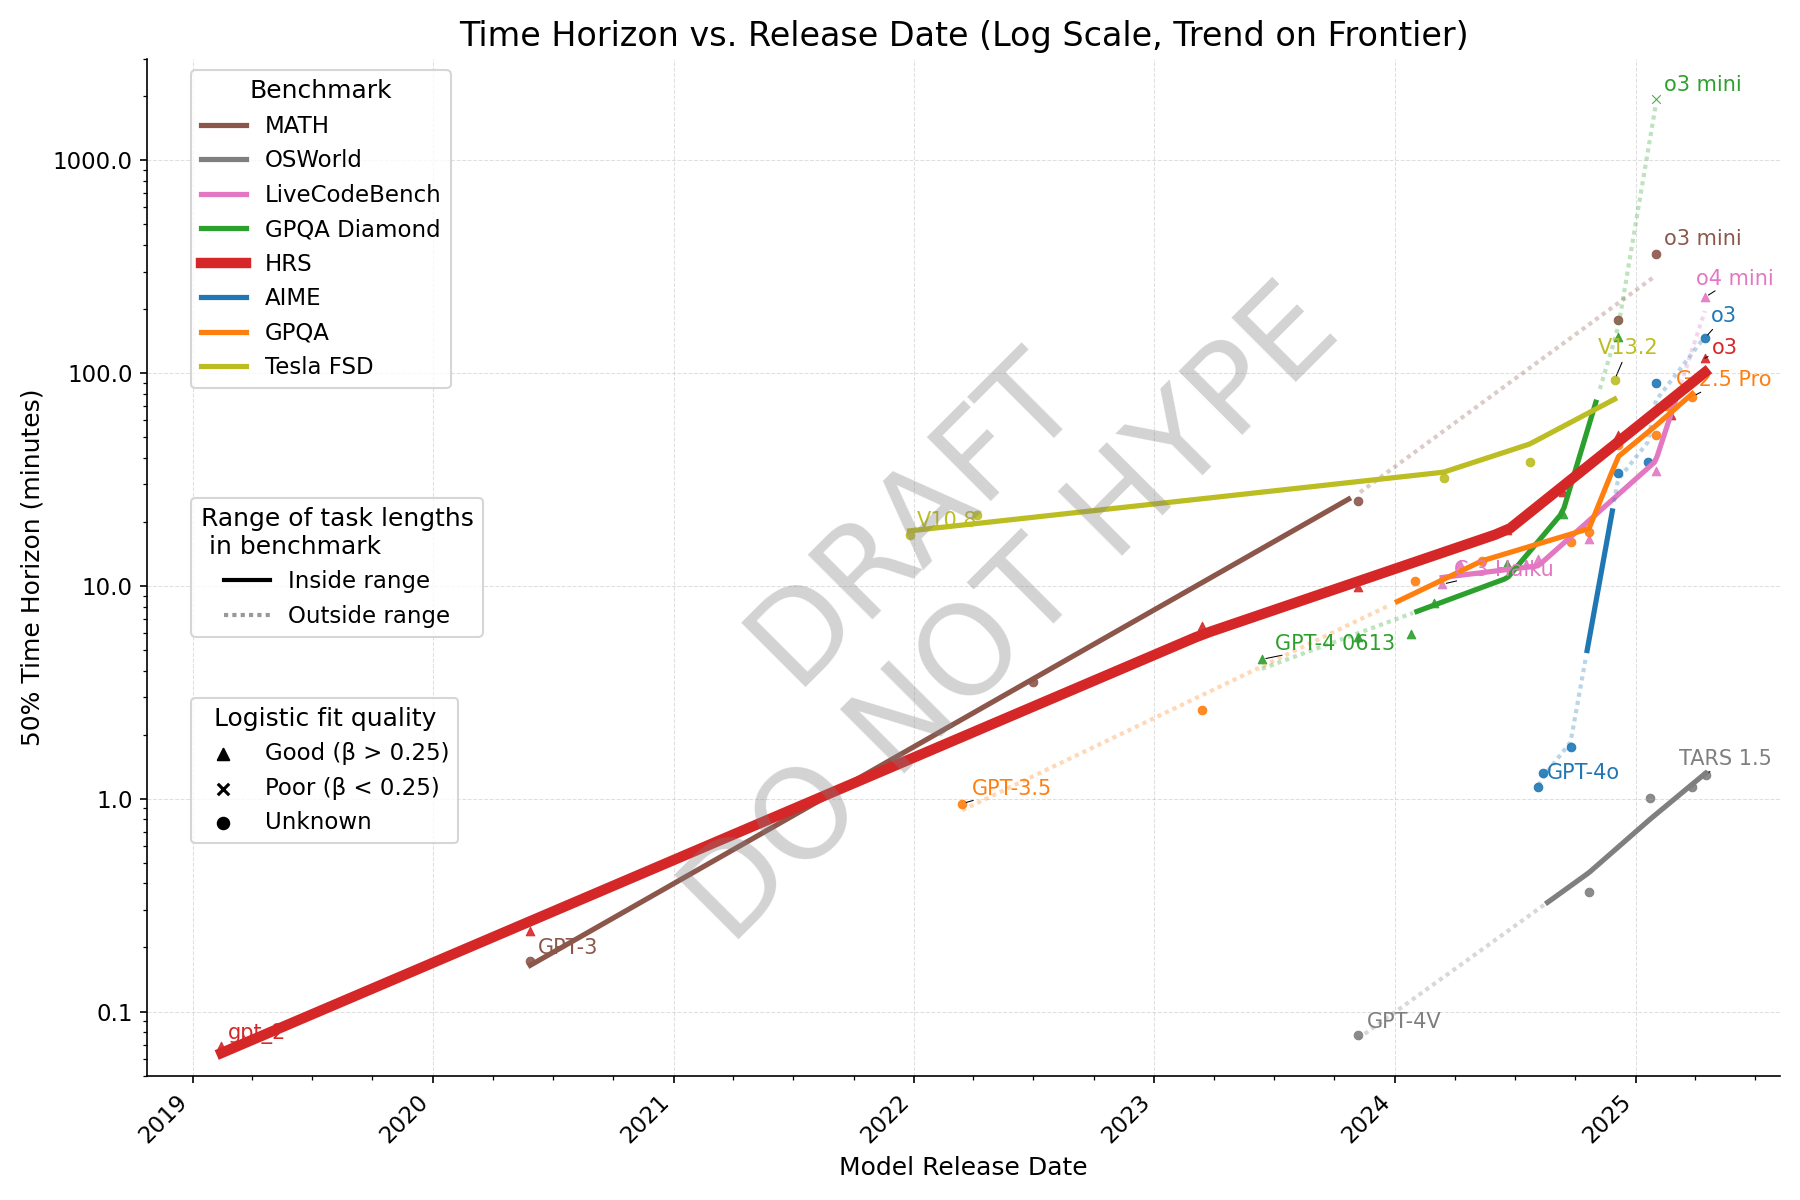 Time Horizon vs. Release Date (Log Scale, Trend on Frontier)
Benchmark
MATH
OSWorld
LiveCodeBench
GPQA Diamond
HRS
AIME
GPQA
Tesla FSD
Range of task lengths
in benchmark
Inside range
Outside range
Logistic fit quality
Good (β > 0.25)
Poor (β < 0.25)
Unknown
50% Time Horizon (minutes)
1000.0
100.0
10.0
1.0
0.1
o3 mini
o3 mini
o4 mini
o3
V13.2
o3
G 2.5 Pro
V10.8
C 3 Haiku
GPT-4 0613
GPT-3.5
GPT-4o
TARS 1.5
GPT-3
GPT-4V
gpt_2
DRAFT
DO NOT HYPE
2019
2020
2021
2022
2023
2024
2025
Model Release Date